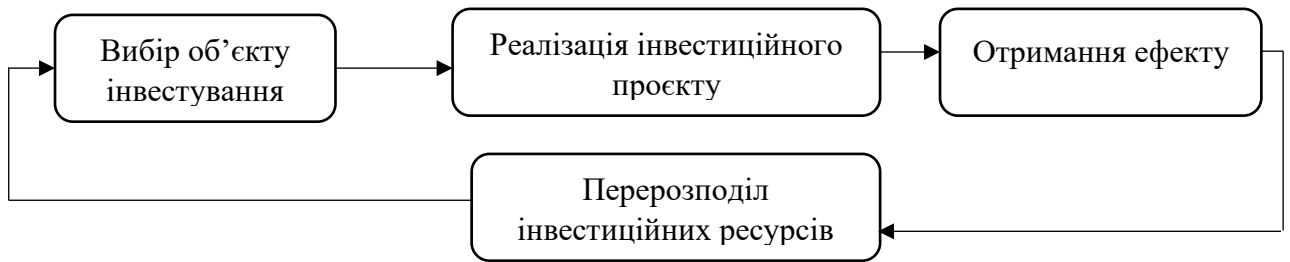 Вибір об’єкту
інвестування
Реалізація інвестиційного
проєкту
Отримання ефекту
Перерозподіл
інвестиційних ресурсів